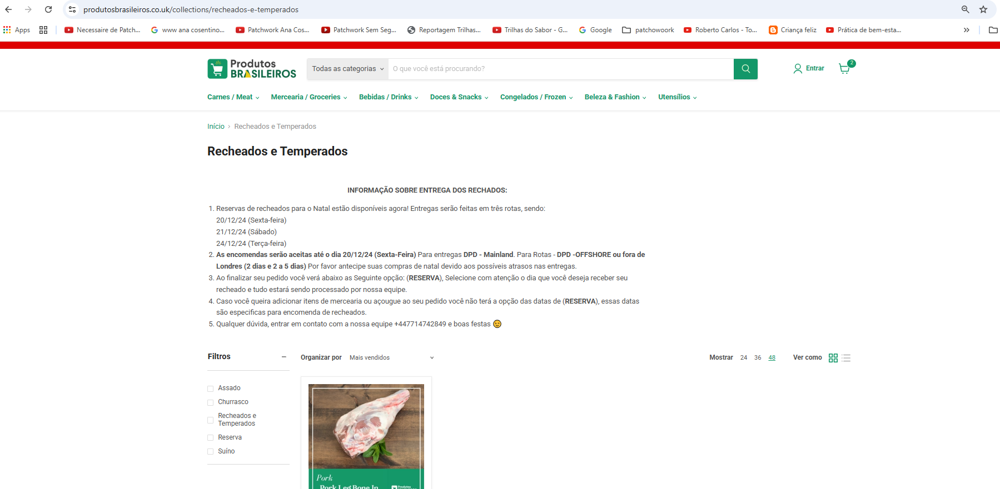 produtosbrasileiros.co.uk/collections/recheados-e-temperados
Apps Necessaire de Patch... www ana cosentino... Patchwork Ana Cos... Patchwork Sem Seg... Reportagem Trilhas... Trilhas do Sabor - G... Google patchowoork Roberto Carlos - To... Criança feliz Prática de bem-esta... »
Produtos
BRASILEIROS
Todas as categorias O que você está procurando? Entrar 2
Carnes / Meat Mercearia / Groceries Bebidas / Drinks Doces & Snacks Congelados / Frozen Beleza & Fashion Utensílios
Início › Recheados e Temperados
Recheados e Temperados
INFORMAÇÃO SOBRE ENTREGA DOS RECHADOS:
1. Reservas de recheados para o Natal estão disponíveis agora! Entregas serão feitas em três rotas, sendo:
20/12/24 (Sexta-feira)
21/12/24 (Sábado)
24/12/24 (Terça-feira)
2. As encomendas serão aceitas até o dia 20/12/24 (Sexta-Feira) Para entregas DPD - Mainland. Para Rotas - DPD -OFFSHORE ou fora de
Londres (2 dias e 2 a 5 dias) Por favor antecipe suas compras de natal devido aos possíveis atrasos nas entregas.
3. Ao finalizar seu pedido você verá abaixo as Seguinte opção: (RESERVA), Selecione com atenção o dia que você deseja receber seu
recheado e tudo estará sendo processado por nossa equipe.
4. Caso você queira adicionar itens de mercearia ou açougue ao seu pedido você não terá a opção das datas de (RESERVA), essas datas
são especificas para encomenda de recheados.
5. Qualquer dúvida, entrar em contato com a nossa equipe +447714742849 e boas festas 😉
Filtros − Organizar por Mais vendidos Mostrar 24 36 48 Ver como
Assado
Churrasco
Recheados e
Temperados
Reserva
Suíno
Pork
Pork Leg Bone In
Produtos